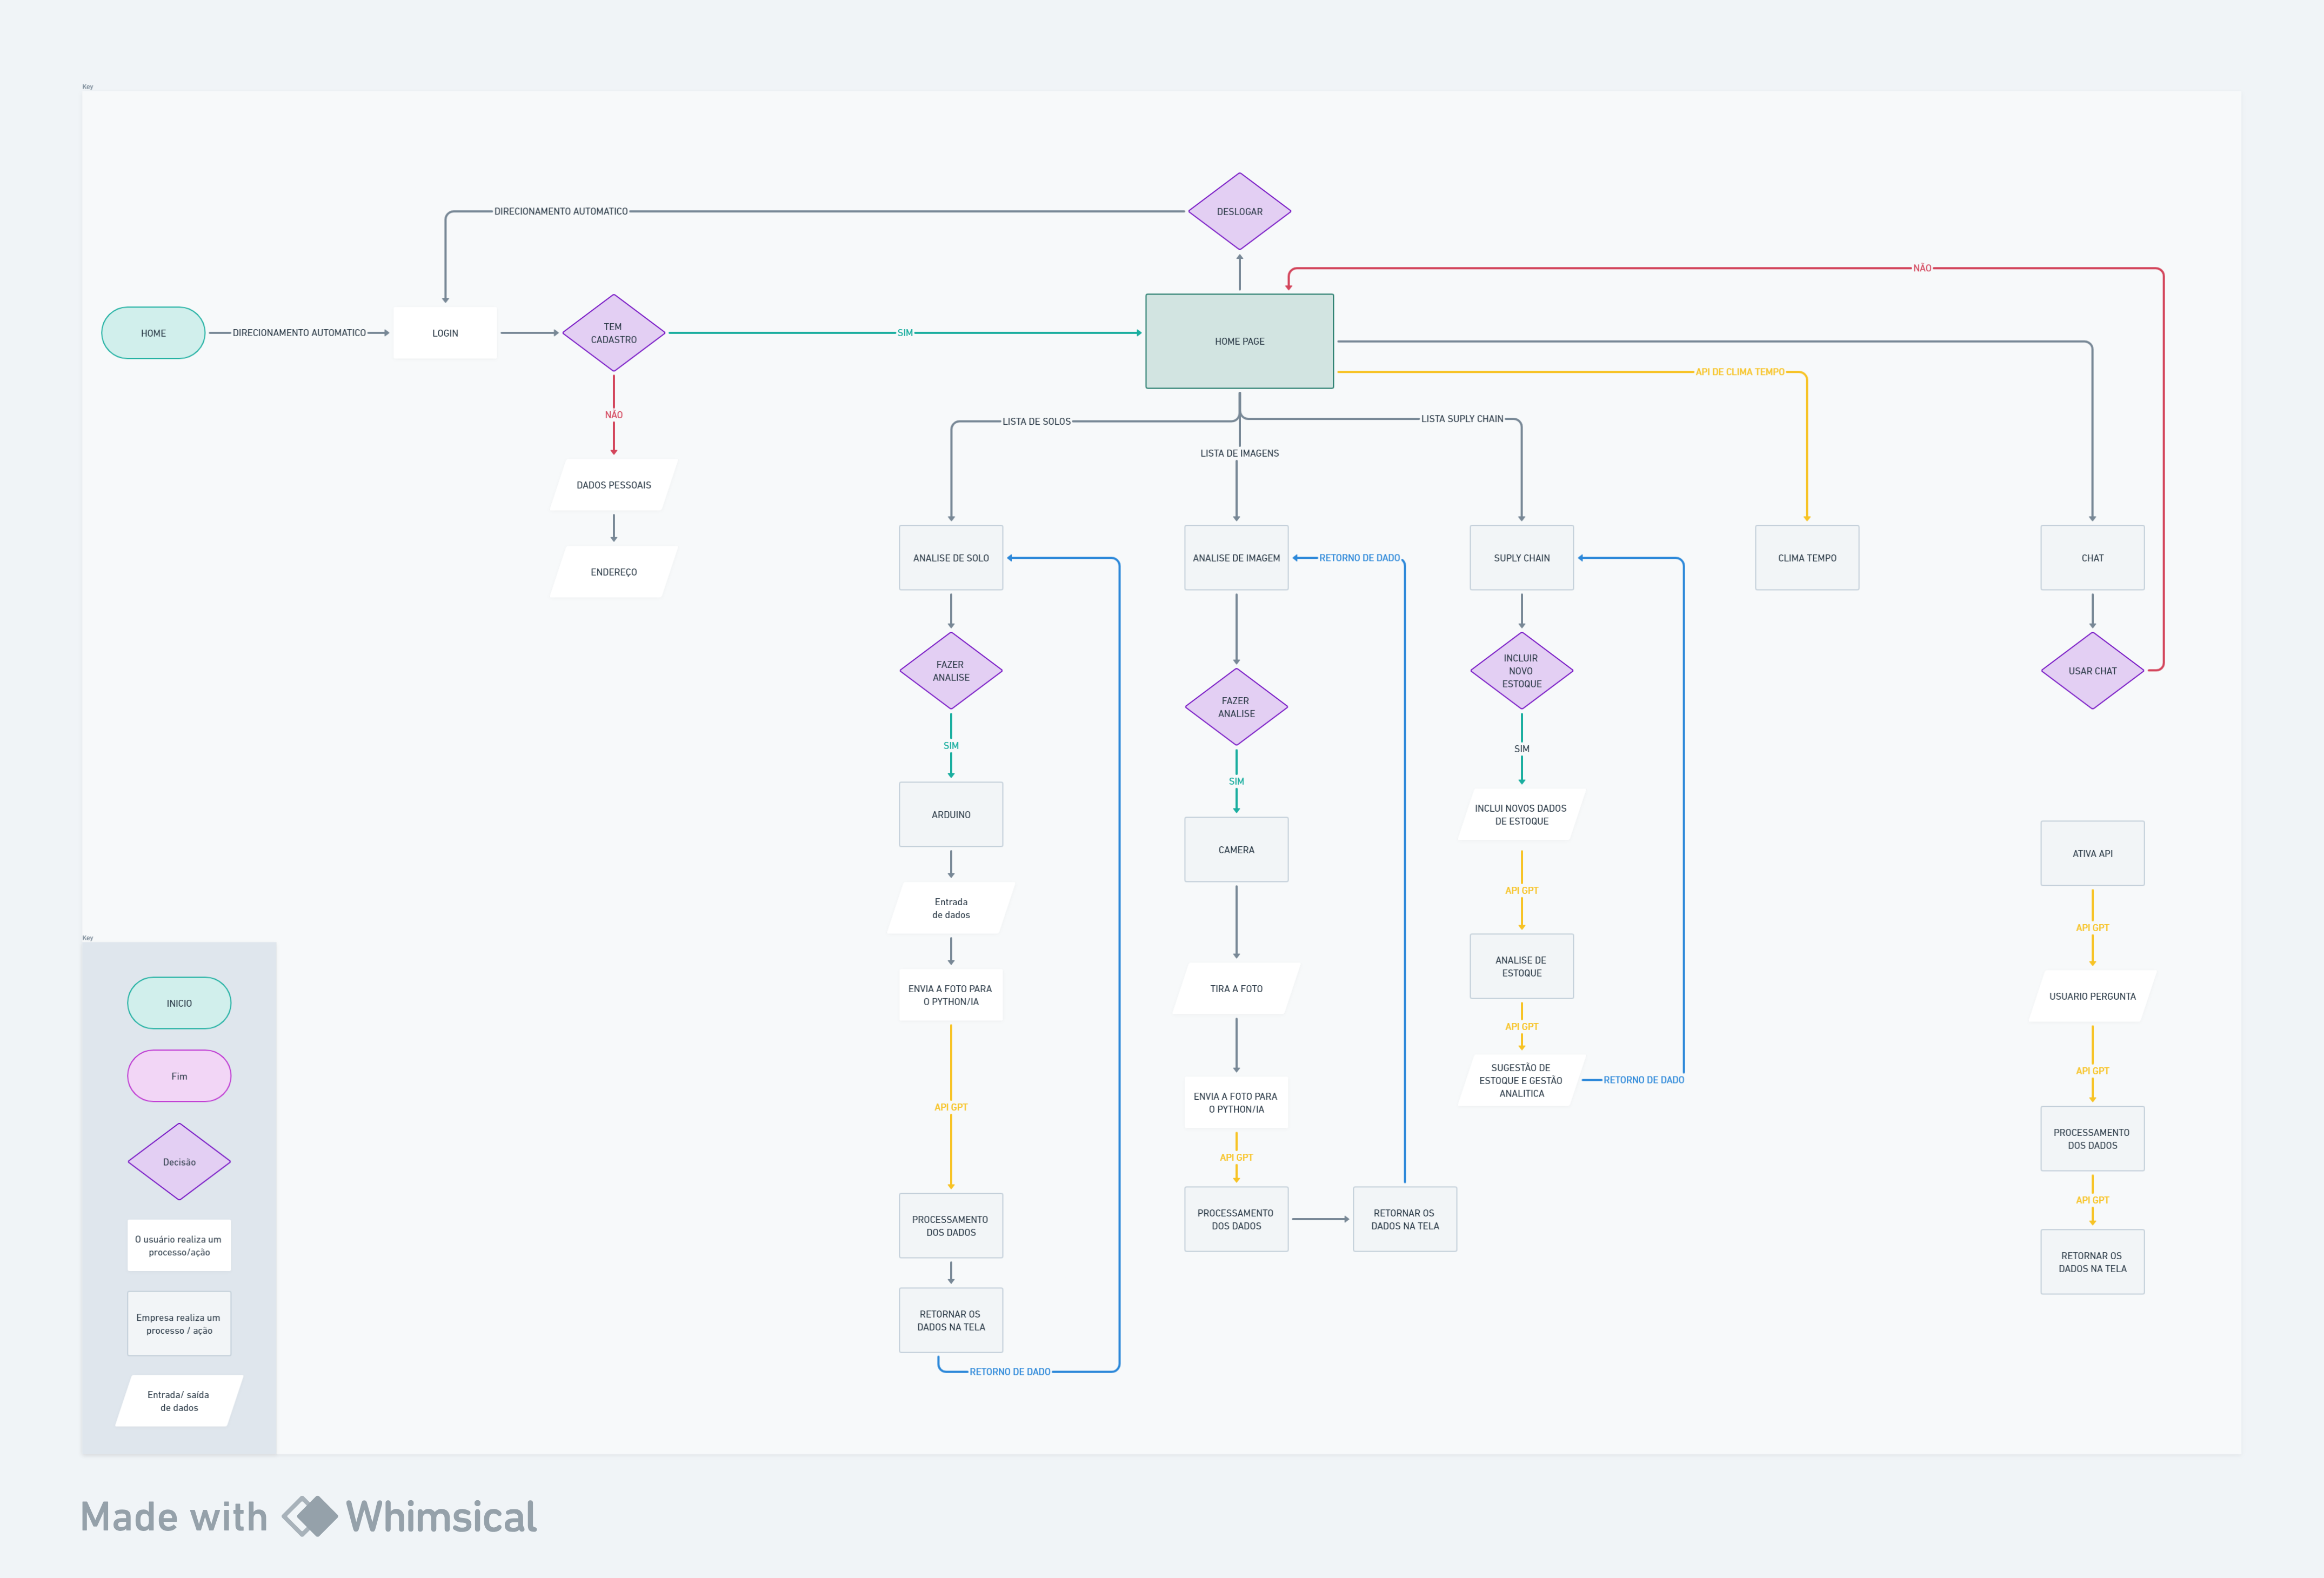 Key
DESLOGAR
DIRECIONAMENTO AUTOMATICO
NÃO
HOME
DIRECIONAMENTO AUTOMATICO
LOGIN
TEM
CADASTRO
SIM
HOME PAGE
API DE CLIMA TEMPO
NÃO
LISTA DE SOLOS
LISTA SUPLY CHAIN
LISTA DE IMAGENS
DADOS PESSOAIS
ENDEREÇO
ANALISE DE SOLO
ANALISE DE IMAGEM
RETORNO DE DADO
SUPLY CHAIN
CLIMA TEMPO
CHAT
FAZER
ANALISE
FAZER
ANALISE
INCLUIR
NOVO
ESTOQUE
USAR CHAT
SIM
SIM
SIM
ARDUINO
CAMERA
INCLUI NOVOS DADOS
DE ESTOQUE
ATIVA API
API GPT
Entrada
de dados
API GPT
ENVIA A FOTO PARA
O PYTHON/IA
TIRA A FOTO
ANALISE DE
ESTOQUE
USUARIO PERGUNTA
API GPT
SUGESTÃO DE
ESTOQUE E GESTÃO
ANALITICA
RETORNO DE DADO
API GPT
API GPT
ENVIA A FOTO PARA
O PYTHON/IA
API GPT
PROCESSAMENTO
DOS DADOS
PROCESSAMENTO
DOS DADOS
PROCESSAMENTO
DOS DADOS
RETORNAR OS
DADOS NA TELA
API GPT
RETORNAR OS
DADOS NA TELA
RETORNAR OS
DADOS NA TELA
RETORNO DE DADO
Key
INICIO
Fim
Decisão
O usuário realiza um
processo/ação
Empresa realiza um
processo / ação
Entrada/ saída
de dados
Made with Whimsical